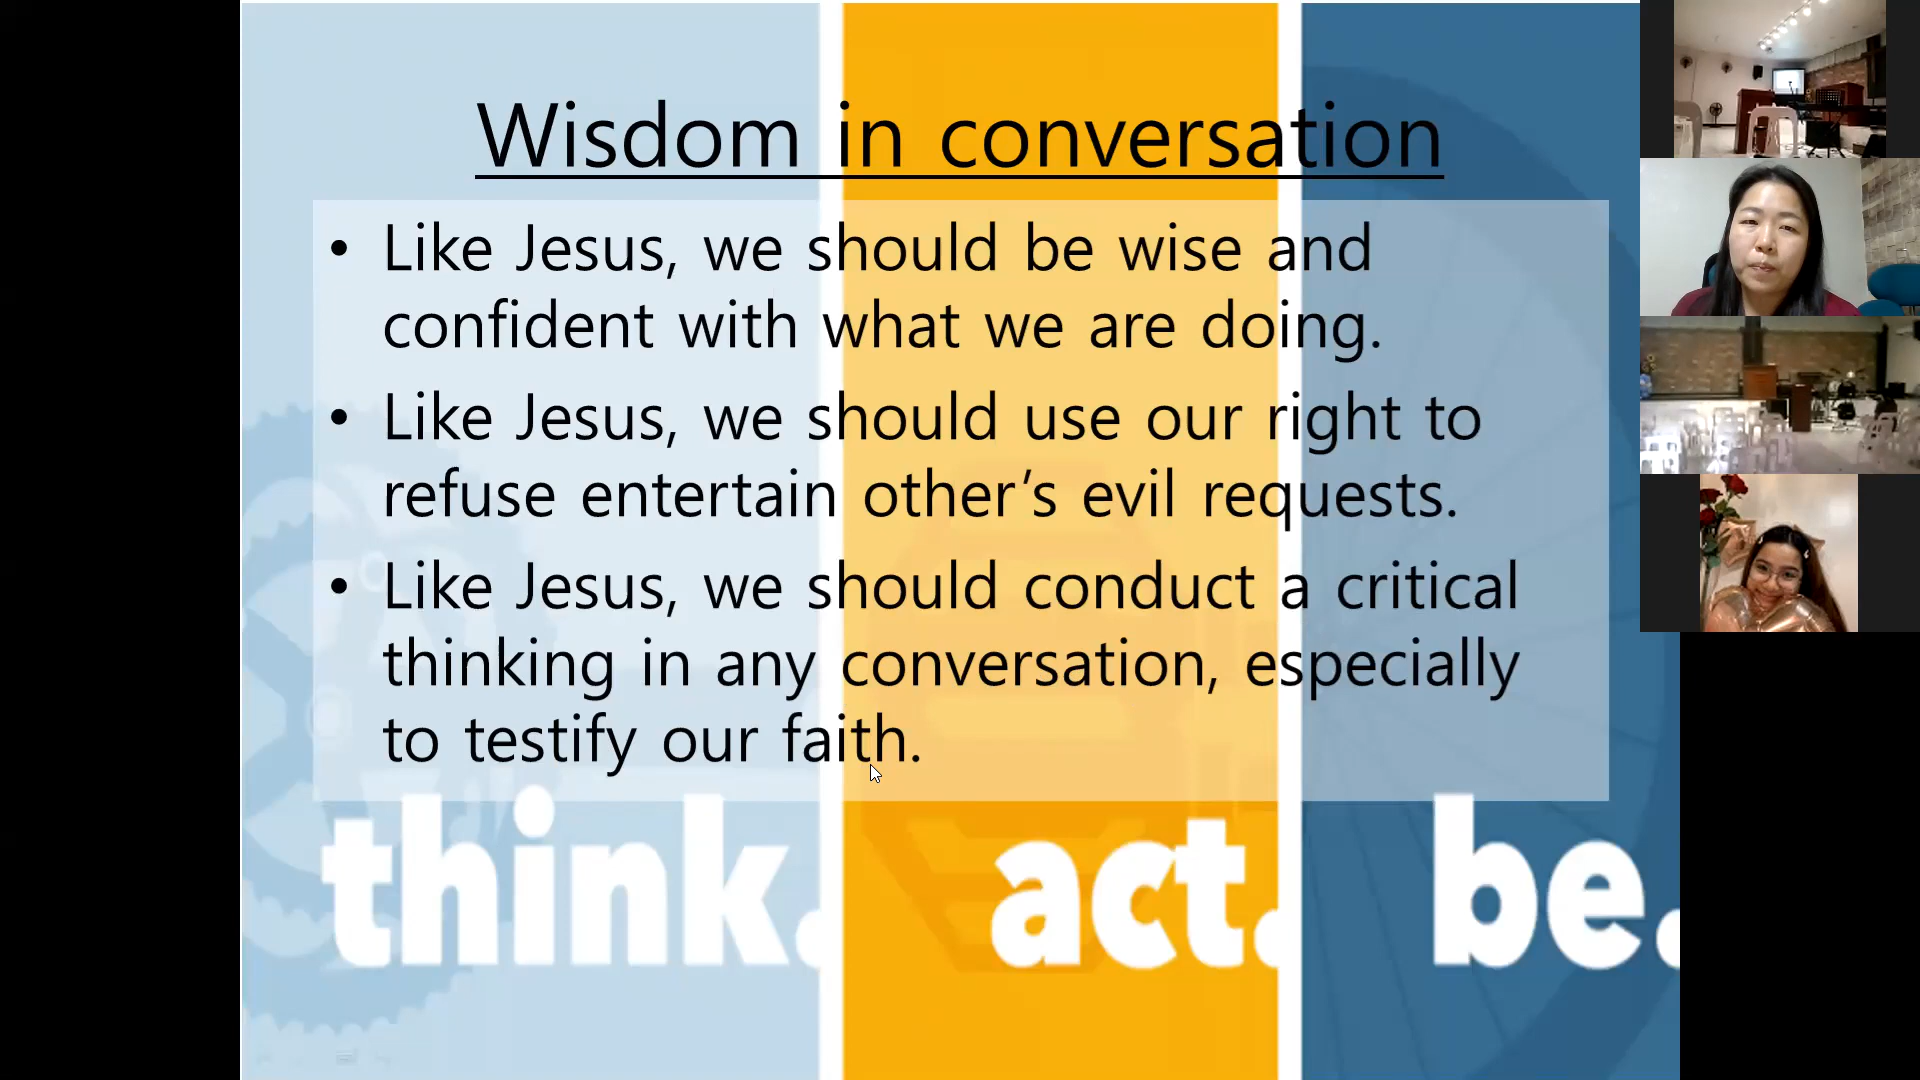 Wisdom in conversation
• Like Jesus, we should be wise and
confident with what we are doing.
• Like Jesus, we should use our right to
refuse entertain other’s evil requests.
• Like Jesus, we should conduct a critical
thinking in any conversation, especially
to testify our faith.
think. act. be.